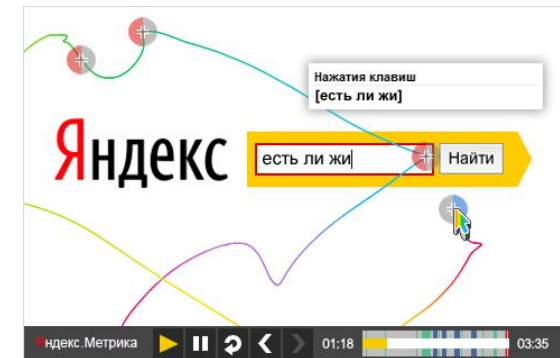 Нажатия клавиш
[есть ли жи]
Яндекс
есть ли жи
Найти
Яндекс.Метрика
01:18
03:35